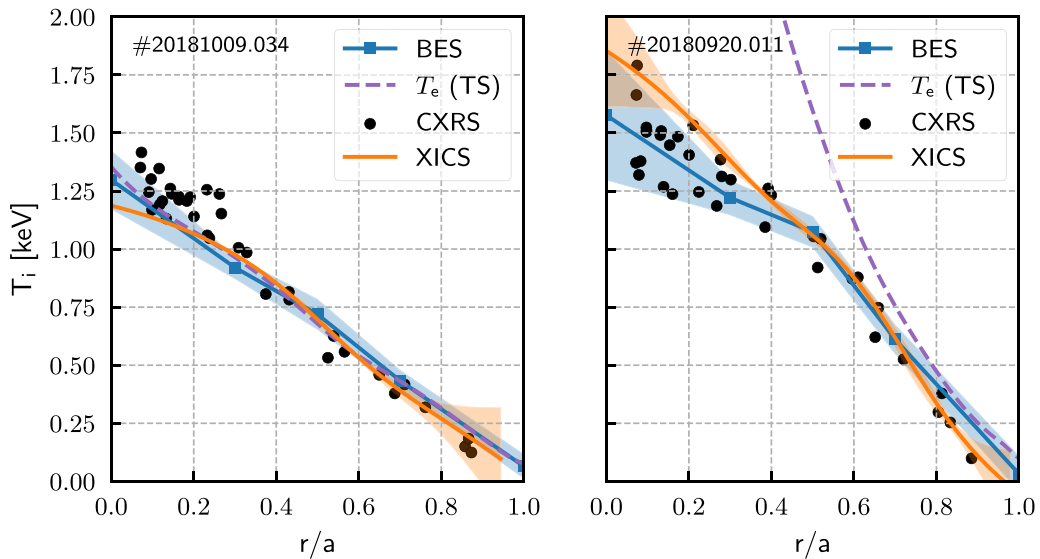 2.00
1.75
1.50
1.25
1.00
0.75
0.50
0.25
0.00
T_i [keV]
#20181009.034
BES
T_e (TS)
CXRS
XICS
0.0 0.2 0.4 0.6 0.8 1.0
r/a
#20180920.011
BES
T_e (TS)
CXRS
XICS
0.0 0.2 0.4 0.6 0.8 1.0
r/a